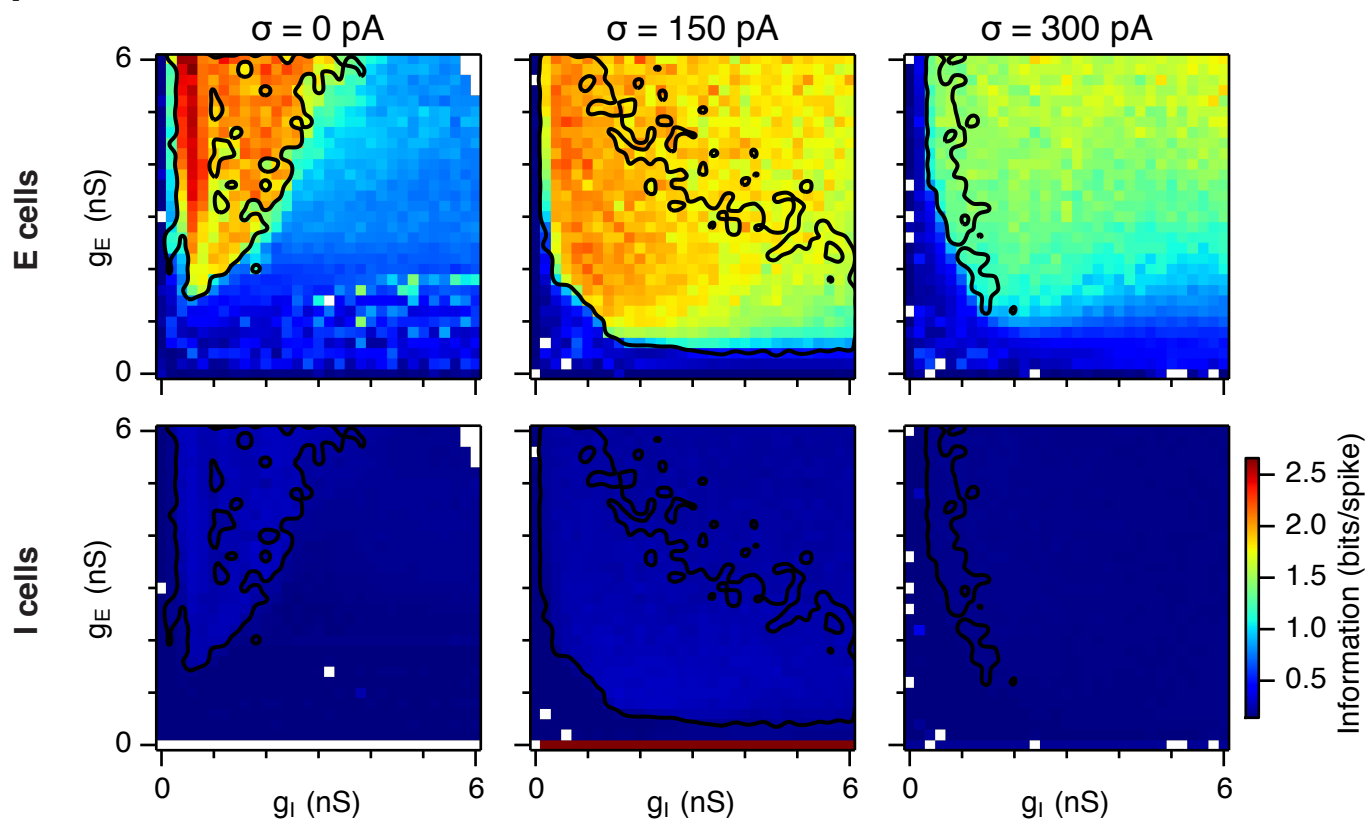 σ = 0 pA
σ = 150 pA
σ = 300 pA
E cells
gE (nS)
6
0
I cells
gE (nS)
6
0
0
6
gI (nS)
0
6
gI (nS)
0
6
gI (nS)
2.5
2.0
1.5
1.0
0.5
Information (bits/spike)